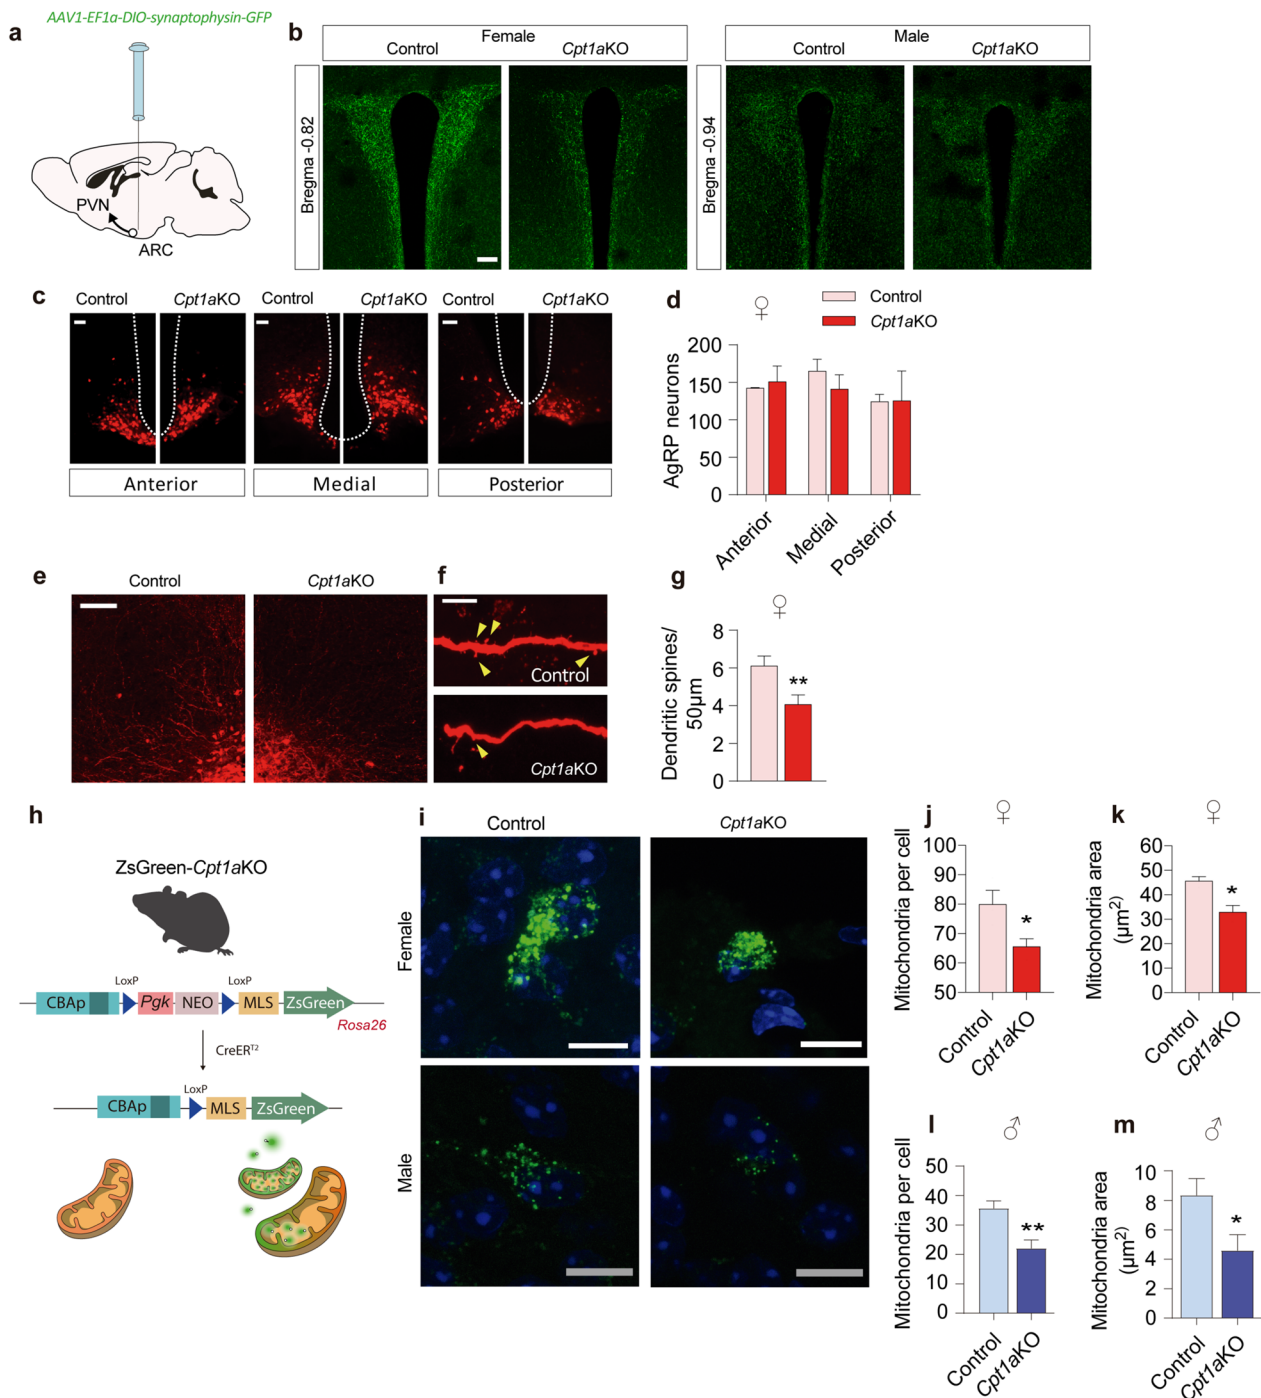 AAV1-EF1a-DIO-synaptophysin-GFP
a
PVN
ARC
b
Female
Control
Cpt1aKO
Bregma -0.82
Male
Control
Cpt1aKO
Bregma -0.94
c
Control
Cpt1aKO
Control
Cpt1aKO
Control
Cpt1aKO
Anterior
Medial
Posterior
d
♀
Control
Cpt1aKO
AgRP neurons
200
150
100
50
0
Anterior
Medial
Posterior
e
Control
Cpt1aKO
f
Control
Cpt1aKO
g
♀
Dendritic spines/
50µm
8
6
4
2
0
**
h
ZsGreen-Cpt1aKO
CBAp
LoxP
Pgk
NEO
LoxP
MLS
ZsGreen
Rosa26
CreERT2
CBAp
LoxP
MLS
ZsGreen
i
Control
Cpt1aKO
Female
Male
j
♀
Mitochondria per cell
100
90
80
70
60
50
*
Control
Cpt1aKO
k
♀
Mitochondria area
(µm2)
60
50
40
30
20
10
0
*
Control
Cpt1aKO
l
♂
Mitochondria per cell
50
40
30
20
10
0
**
Control
Cpt1aKO
m
♂
Mitochondria area
(µm2)
10
8
6
4
2
0
*
Control
Cpt1aKO